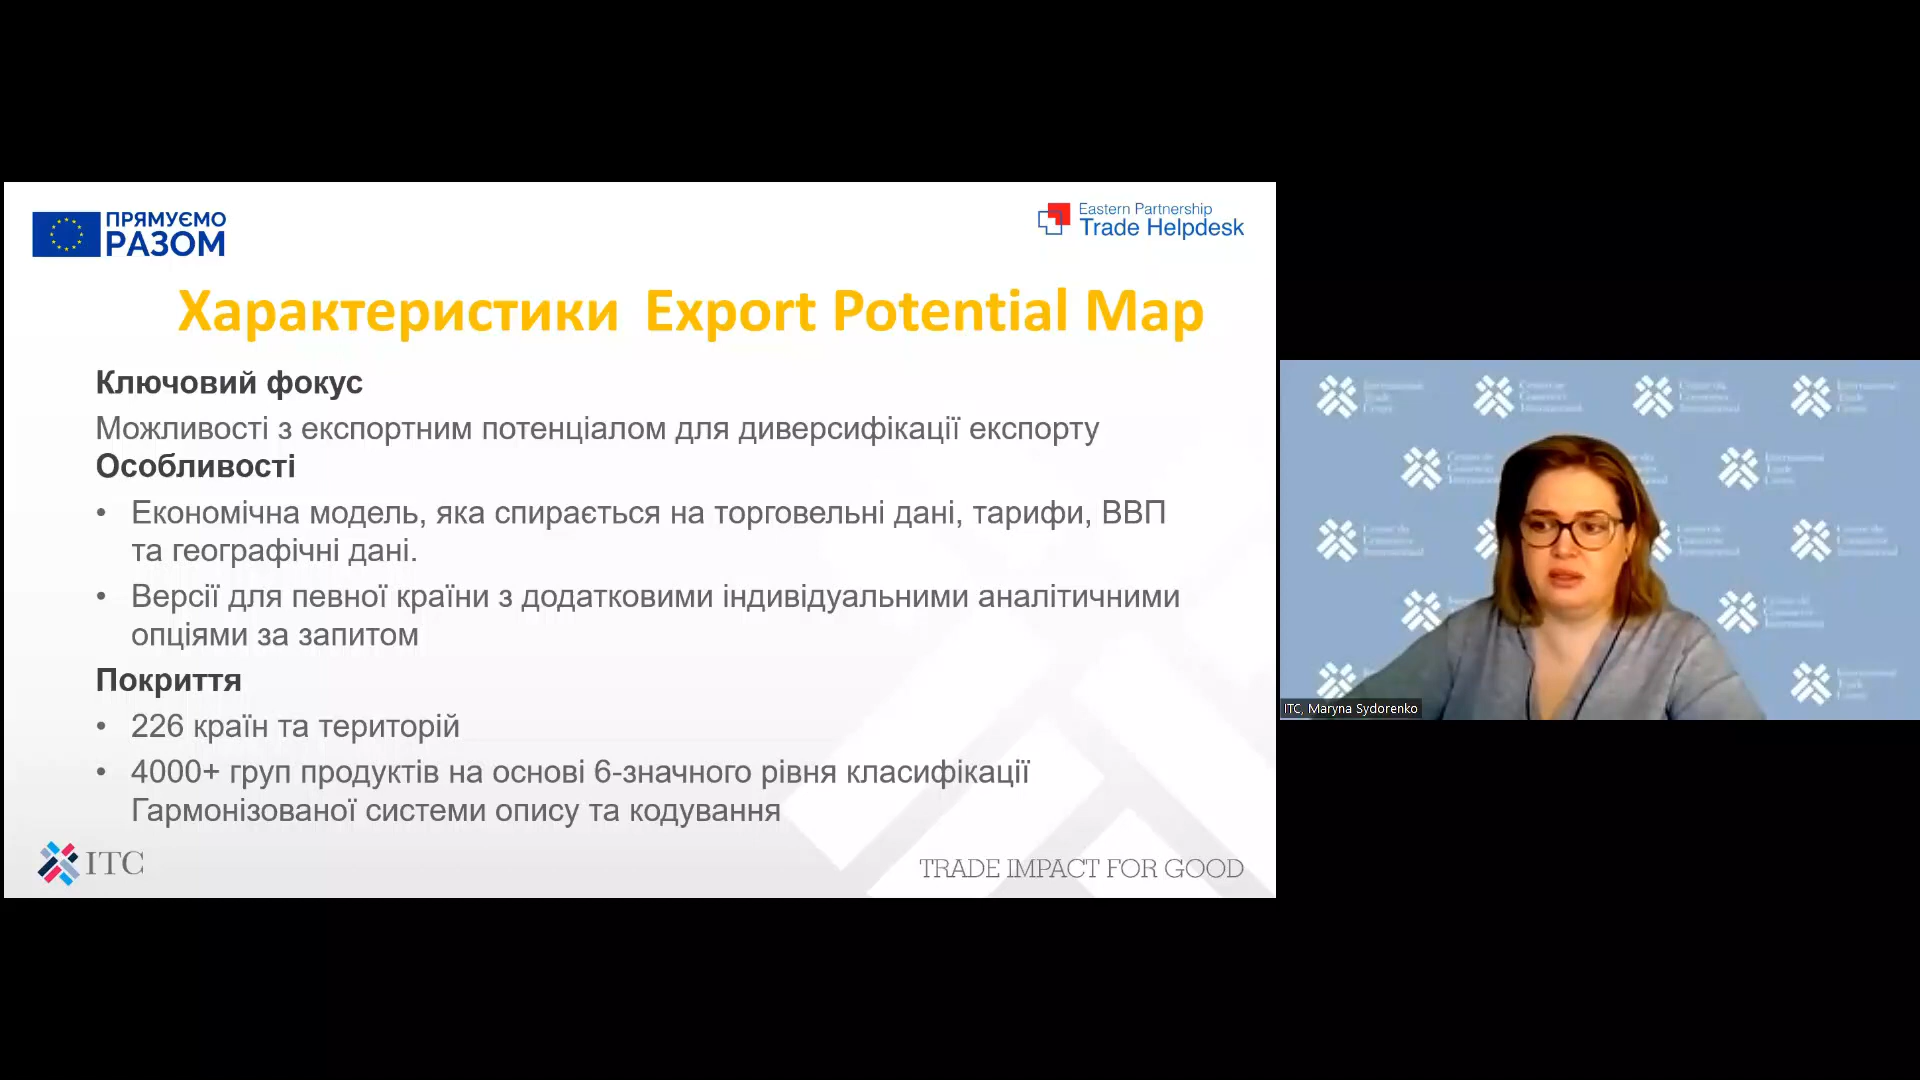 ПРЯМУЄМО
РАЗОМ
Eastern Partnership
Trade Helpdesk
Характеристики Export Potential Map
Ключовий фокус
Можливості з експортним потенціалом для диверсифікації експорту
Особливості
• Економічна модель, яка спирається на торговельні дані, тарифи, ВВП
та географічні дані.
• Версії для певної країни з додатковими індивідуальними аналітичними
опціями за запитом
Покриття
• 226 країн та територій
• 4000+ груп продуктів на основі 6-значного рівня класифікації
Гармонізованої системи опису та кодування
ITC
TRADE IMPACT FOR GOOD
ITC, Maryna Sydorenko